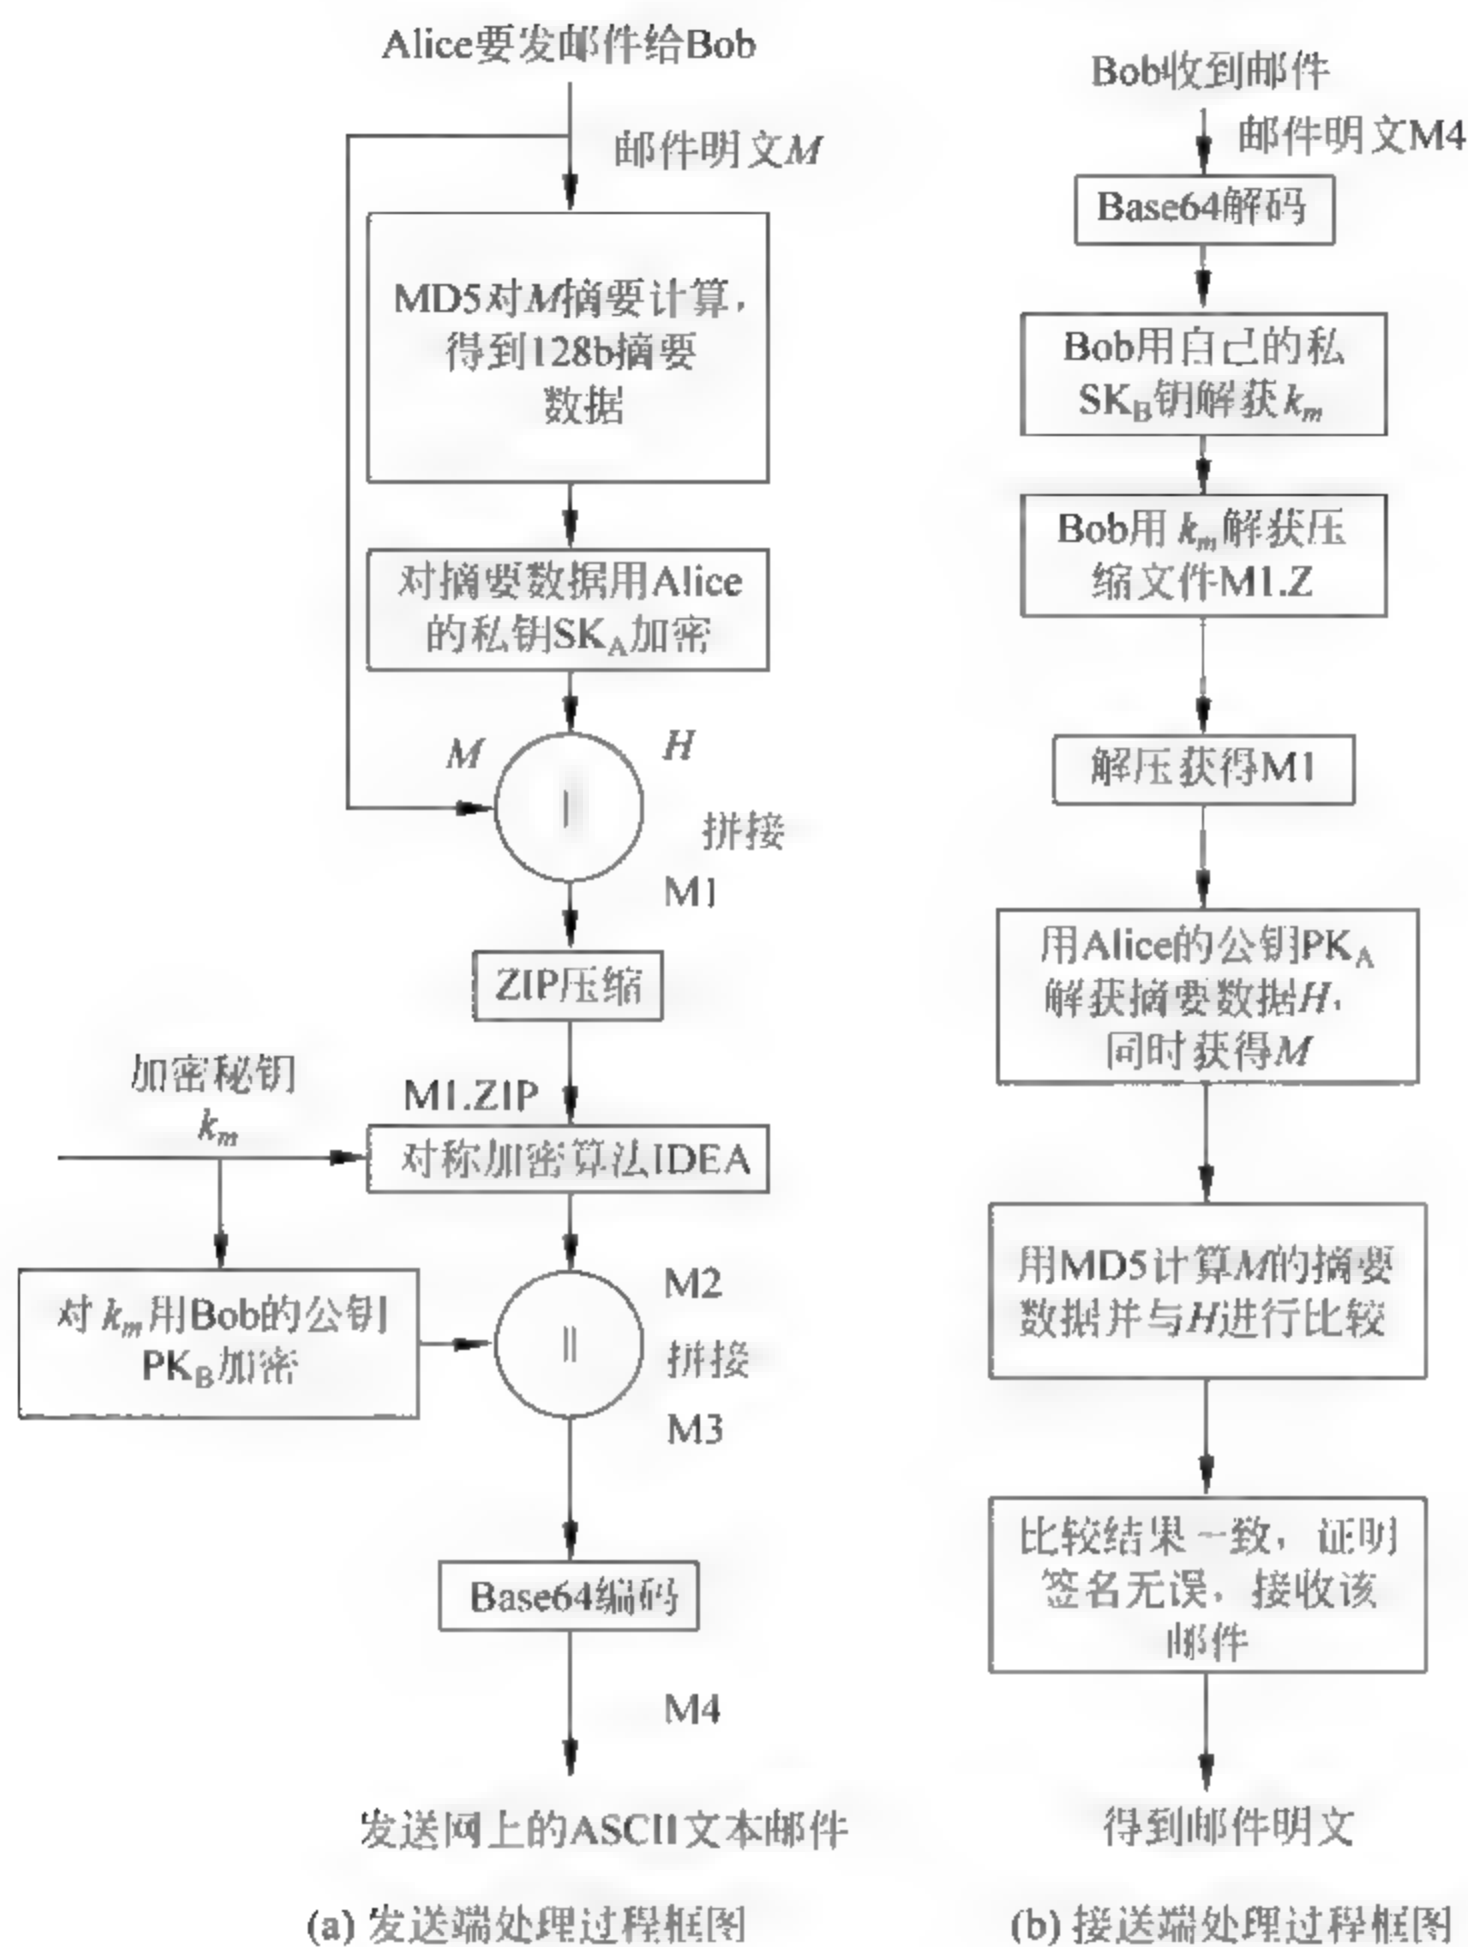 Alice要发邮件给Bob
邮件明文M
MD5对M摘要计算，
得到128b摘要
数据
对摘要数据用Alice
的私钥SKA加密
M
H
||
拼接
M1
ZIP压缩
加密秘钥
km
M1.ZIP
对称加密算法IDEA
对km用Bob的公钥
PKB加密
M2
||
拼接
M3
Base64编码
M4
发送网上的ASCII文本邮件
(a) 发送端处理过程框图
Bob收到邮件
邮件明文M4
Base64解码
Bob用自己的私
SKB钥解获km
Bob用km解获压
缩文件M1.Z
解压获得M1
用Alice的公钥PKA
解获摘要数据H，
同时获得M
用MD5计算M的摘要
数据并与H进行比较
比较结果一致，证明
签名无误，接收该
邮件
得到邮件明文
(b) 接送端处理过程框图